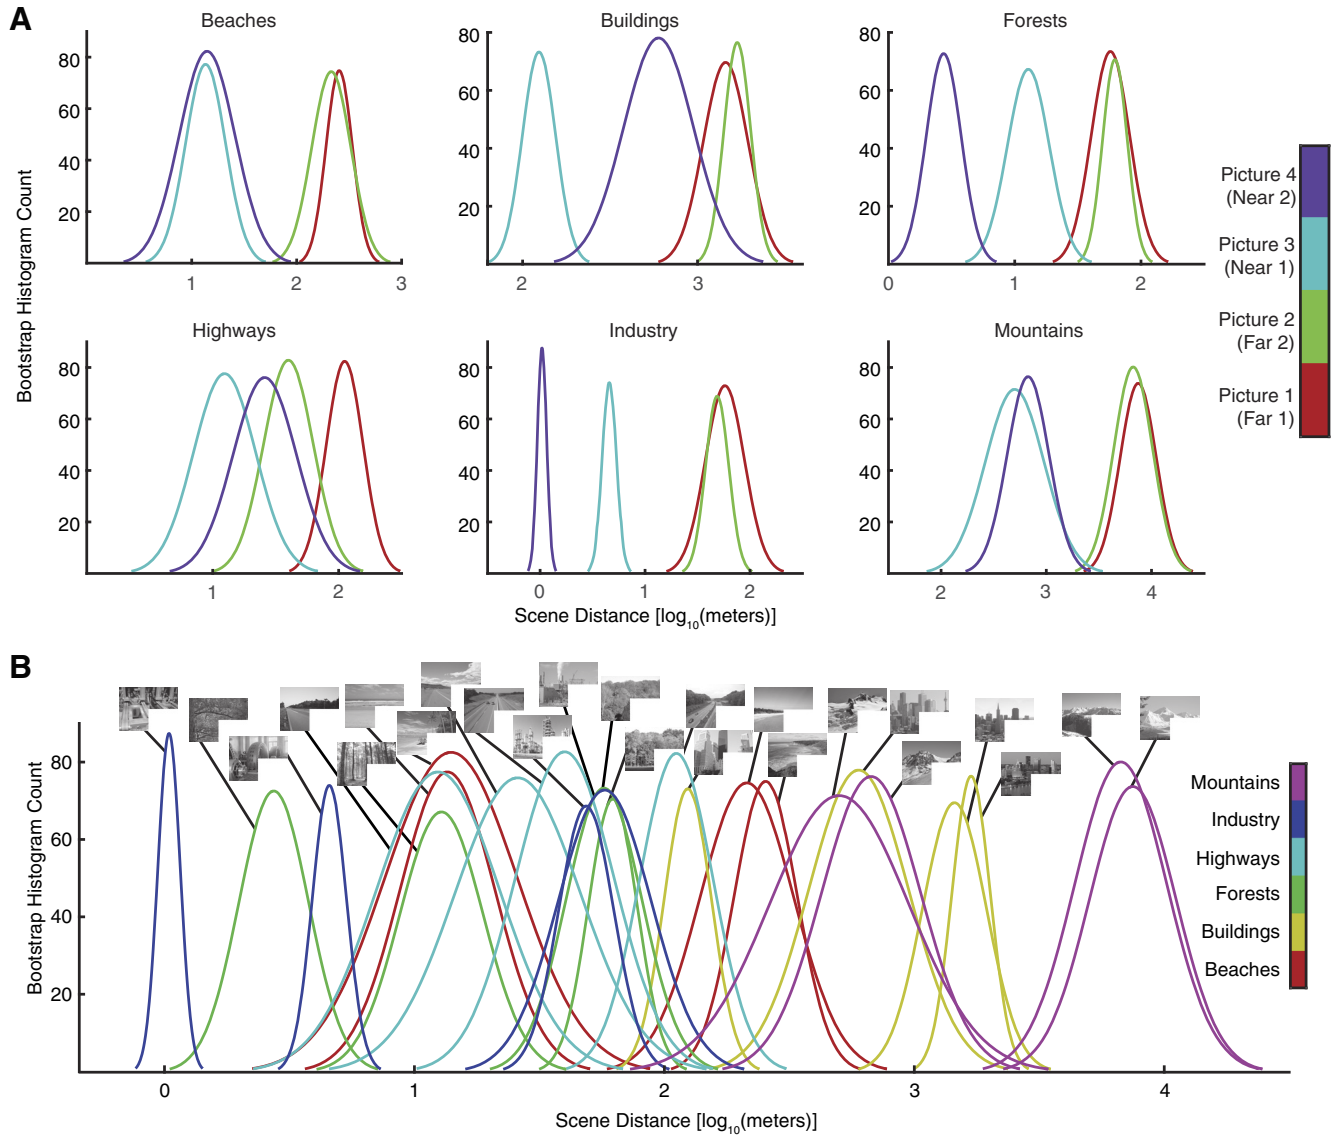 A
Beaches
Buildings
Forests
Bootstrap Histogram Count
80
60
40
20
1
2
3
80
60
40
20
2
3
80
60
40
20
0
1
2
Picture 4
(Near 2)
Picture 3
(Near 1)
Picture 2
(Far 2)
Picture 1
(Far 1)
Highways
Industry
Mountains
80
60
40
20
1
2
80
60
40
20
0
1
2
80
60
40
20
2
3
4
Scene Distance [log10(meters)]
B
Bootstrap Histogram Count
80
60
40
20
0
1
2
3
4
Mountains
Industry
Highways
Forests
Buildings
Beaches
Scene Distance [log10(meters)]